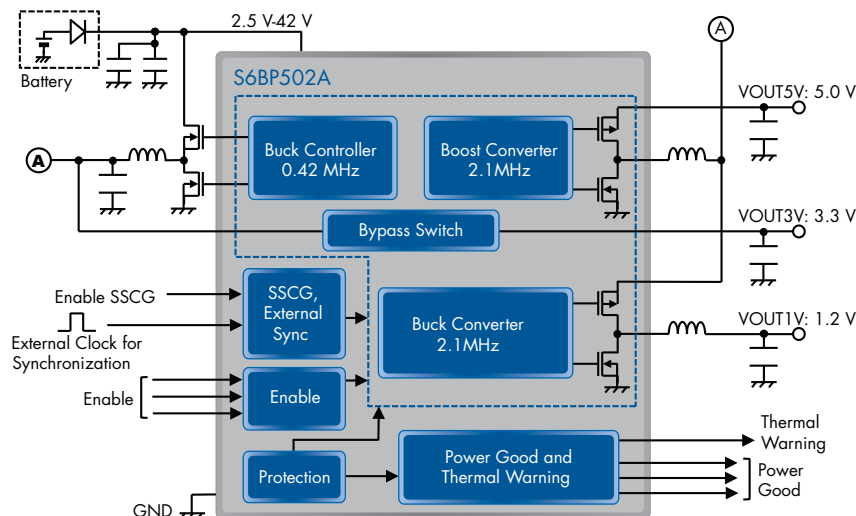 2.5 V-42 V
A
Battery
S6BP502A
VOUT5V: 5.0 V
Buck Controller
0.42 MHz
Boost Converter
2.1MHz
A
Bypass Switch
VOUT3V: 3.3 V
Enable SSCG
SSCG,
External
Sync
External Clock for
Synchronization
Buck Converter
2.1MHz
VOUT1V: 1.2 V
Enable
Enable
Protection
Power Good and
Thermal Warning
Thermal
Warning
Power
Good
GND